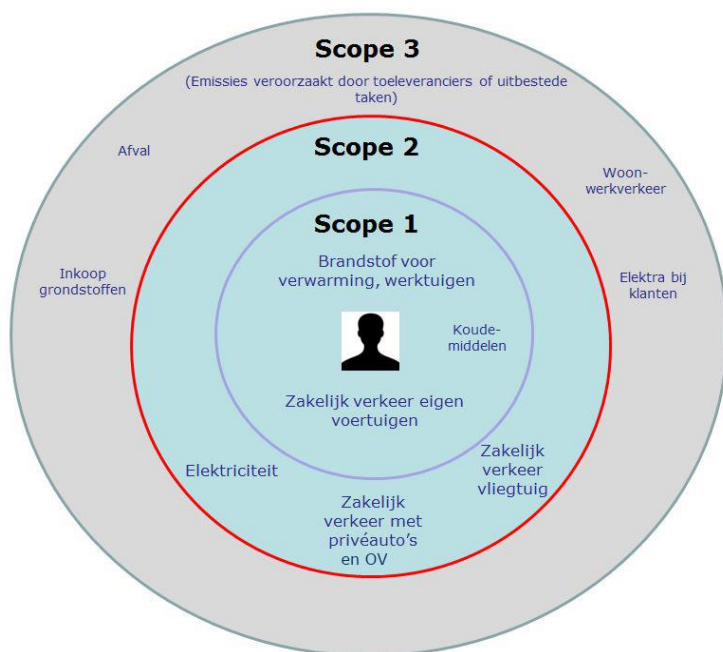 Scope 3
(Emissies veroorzaakt door toeleveranciers of uitbestede
taken)
Afval
Scope 2
Woon-
werkverkeer
Scope 1
Brandstof voor
verwarming, werktuigen
Inkoop
grondstoffen
Elektra bij
klanten
Koude-
middelen
Zakelijk verkeer eigen
voertuigen
Elektriciteit
Zakelijk
verkeer
vliegtuig
Zakelijk
verkeer met
privéauto's
en OV